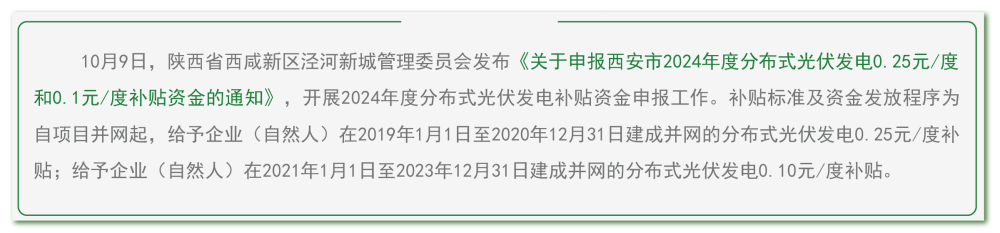 10月9日，陕西省西咸新区泾河新城管理委员会发布《关于申报西安市2024年度分布式光伏发电0.25元/度
和0.1元/度补贴资金的通知》，开展2024年度分布式光伏发电补贴资金申报工作。补贴标准及资金发放程序为
自项目并网起，给予企业（自然人）在2019年1月1日至2020年12月31日建成并网的分布式光伏发电0.25元/度补
贴；给予企业（自然人）在2021年1月1日至2023年12月31日建成并网的分布式光伏发电0.10元/度补贴。